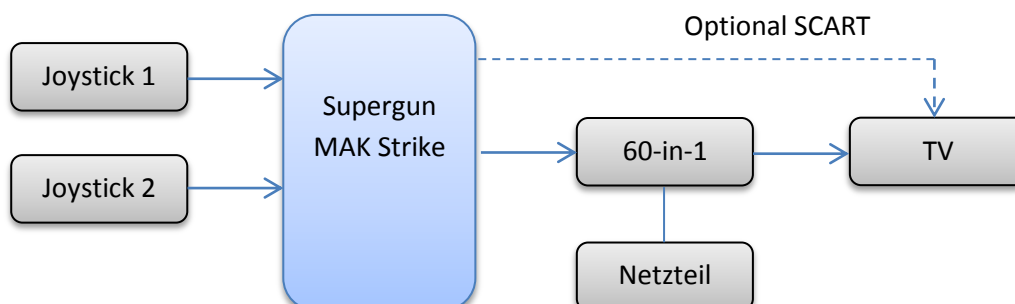 Optional SCART
Joystick 1
Supergun
MAK Strike
60-in-1
TV
Joystick 2
Netzteil